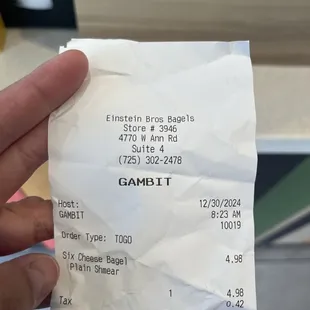 Einstein Bros Bagels
Store # 3946
4770 W Ann Rd
Suite 4
(725) 302-2478
GAMBIT
Host: 12/30/2024
GAMBIT 8:23 AM
10019
Order Type: TOGO
Six Cheese Bagel 4.98
Plain Shmear
1 4.98
Tax 0.42